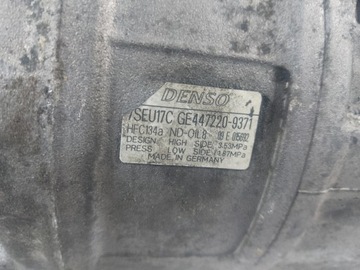 DENSO
7SEU17C GE447220-9371
HFC134a ND-OIL8
DESIGN HIGH SIDE 3.53MPa
PRESS LOW SIDE 1.67MPa
MADE IN GERMANY